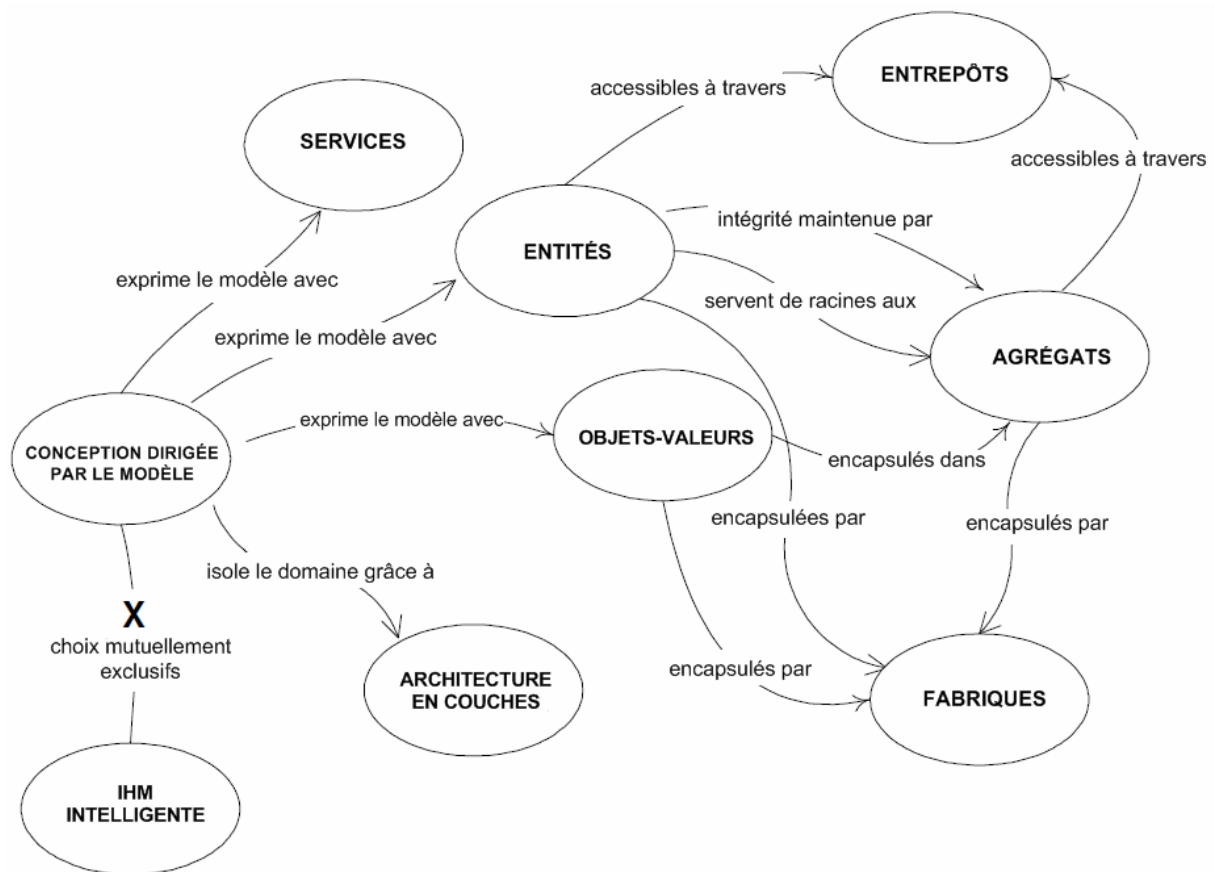 ENTREPÔTS
accessibles à travers
SERVICES
accessibles à travers
intégrité maintenue par
ENTITÉS
exprime le modèle avec
servent de racines aux
exprime le modèle avec
AGRÉGATS
exprime le modèle avec
OBJETS-VALEURS
CONCEPTION DIRIGÉE
PAR LE MODÈLE
encapsulés dans
encapsulées par
encapsulés par
isole le domaine grâce à
X
choix mutuellement
exclusifs
encapsulés par
ARCHITECTURE
EN COUCHES
FABRIQUES
IHM
INTELLIGENTE